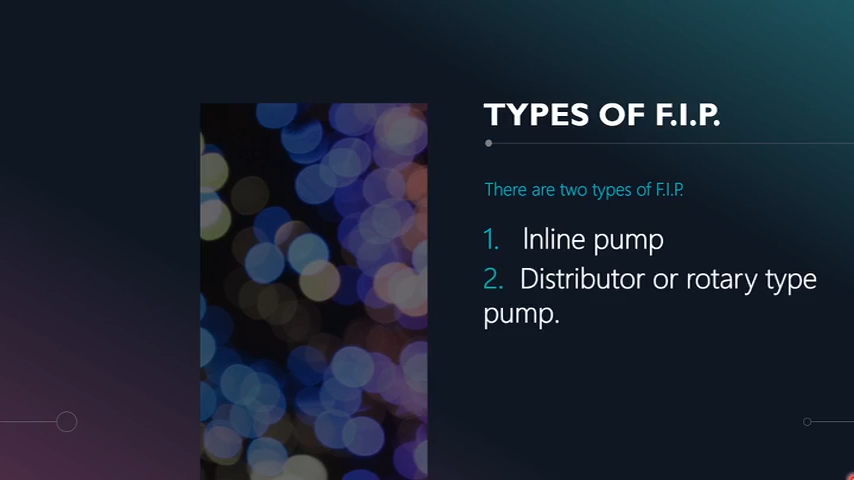 TYPES OF F.I.P.
There are two types of F.I.P.
1. Inline pump
2. Distributor or rotary type
pump.